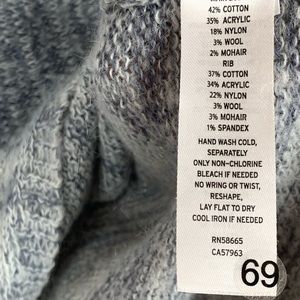 42% COTTON
35% ACRYLIC
18% NYLON
3% WOOL
2% MOHAIR
RIB
37% COTTON
34% ACRYLIC
22% NYLON
3% WOOL
3% MOHAIR
1% SPANDEX
HAND WASH COLD,
SEPARATELY
ONLY NON-CHLORINE
BLEACH IF NEEDED
NO WRING OR TWIST,
RESHAPE,
LAY FLAT TO DRY
COOL IRON IF NEEDED
RN58665
CA57963
69